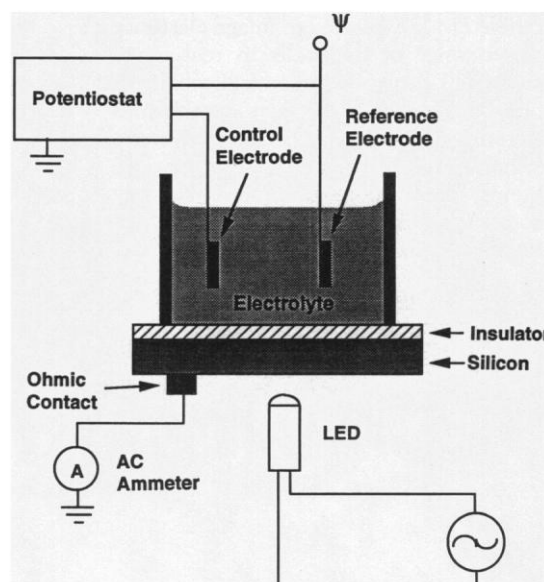 ψ
Potentiostat
Control
Electrode
Reference
Electrode
Electrolyte
Insulator
Silicon
Ohmic
Contact
LED
A
AC
Ammeter